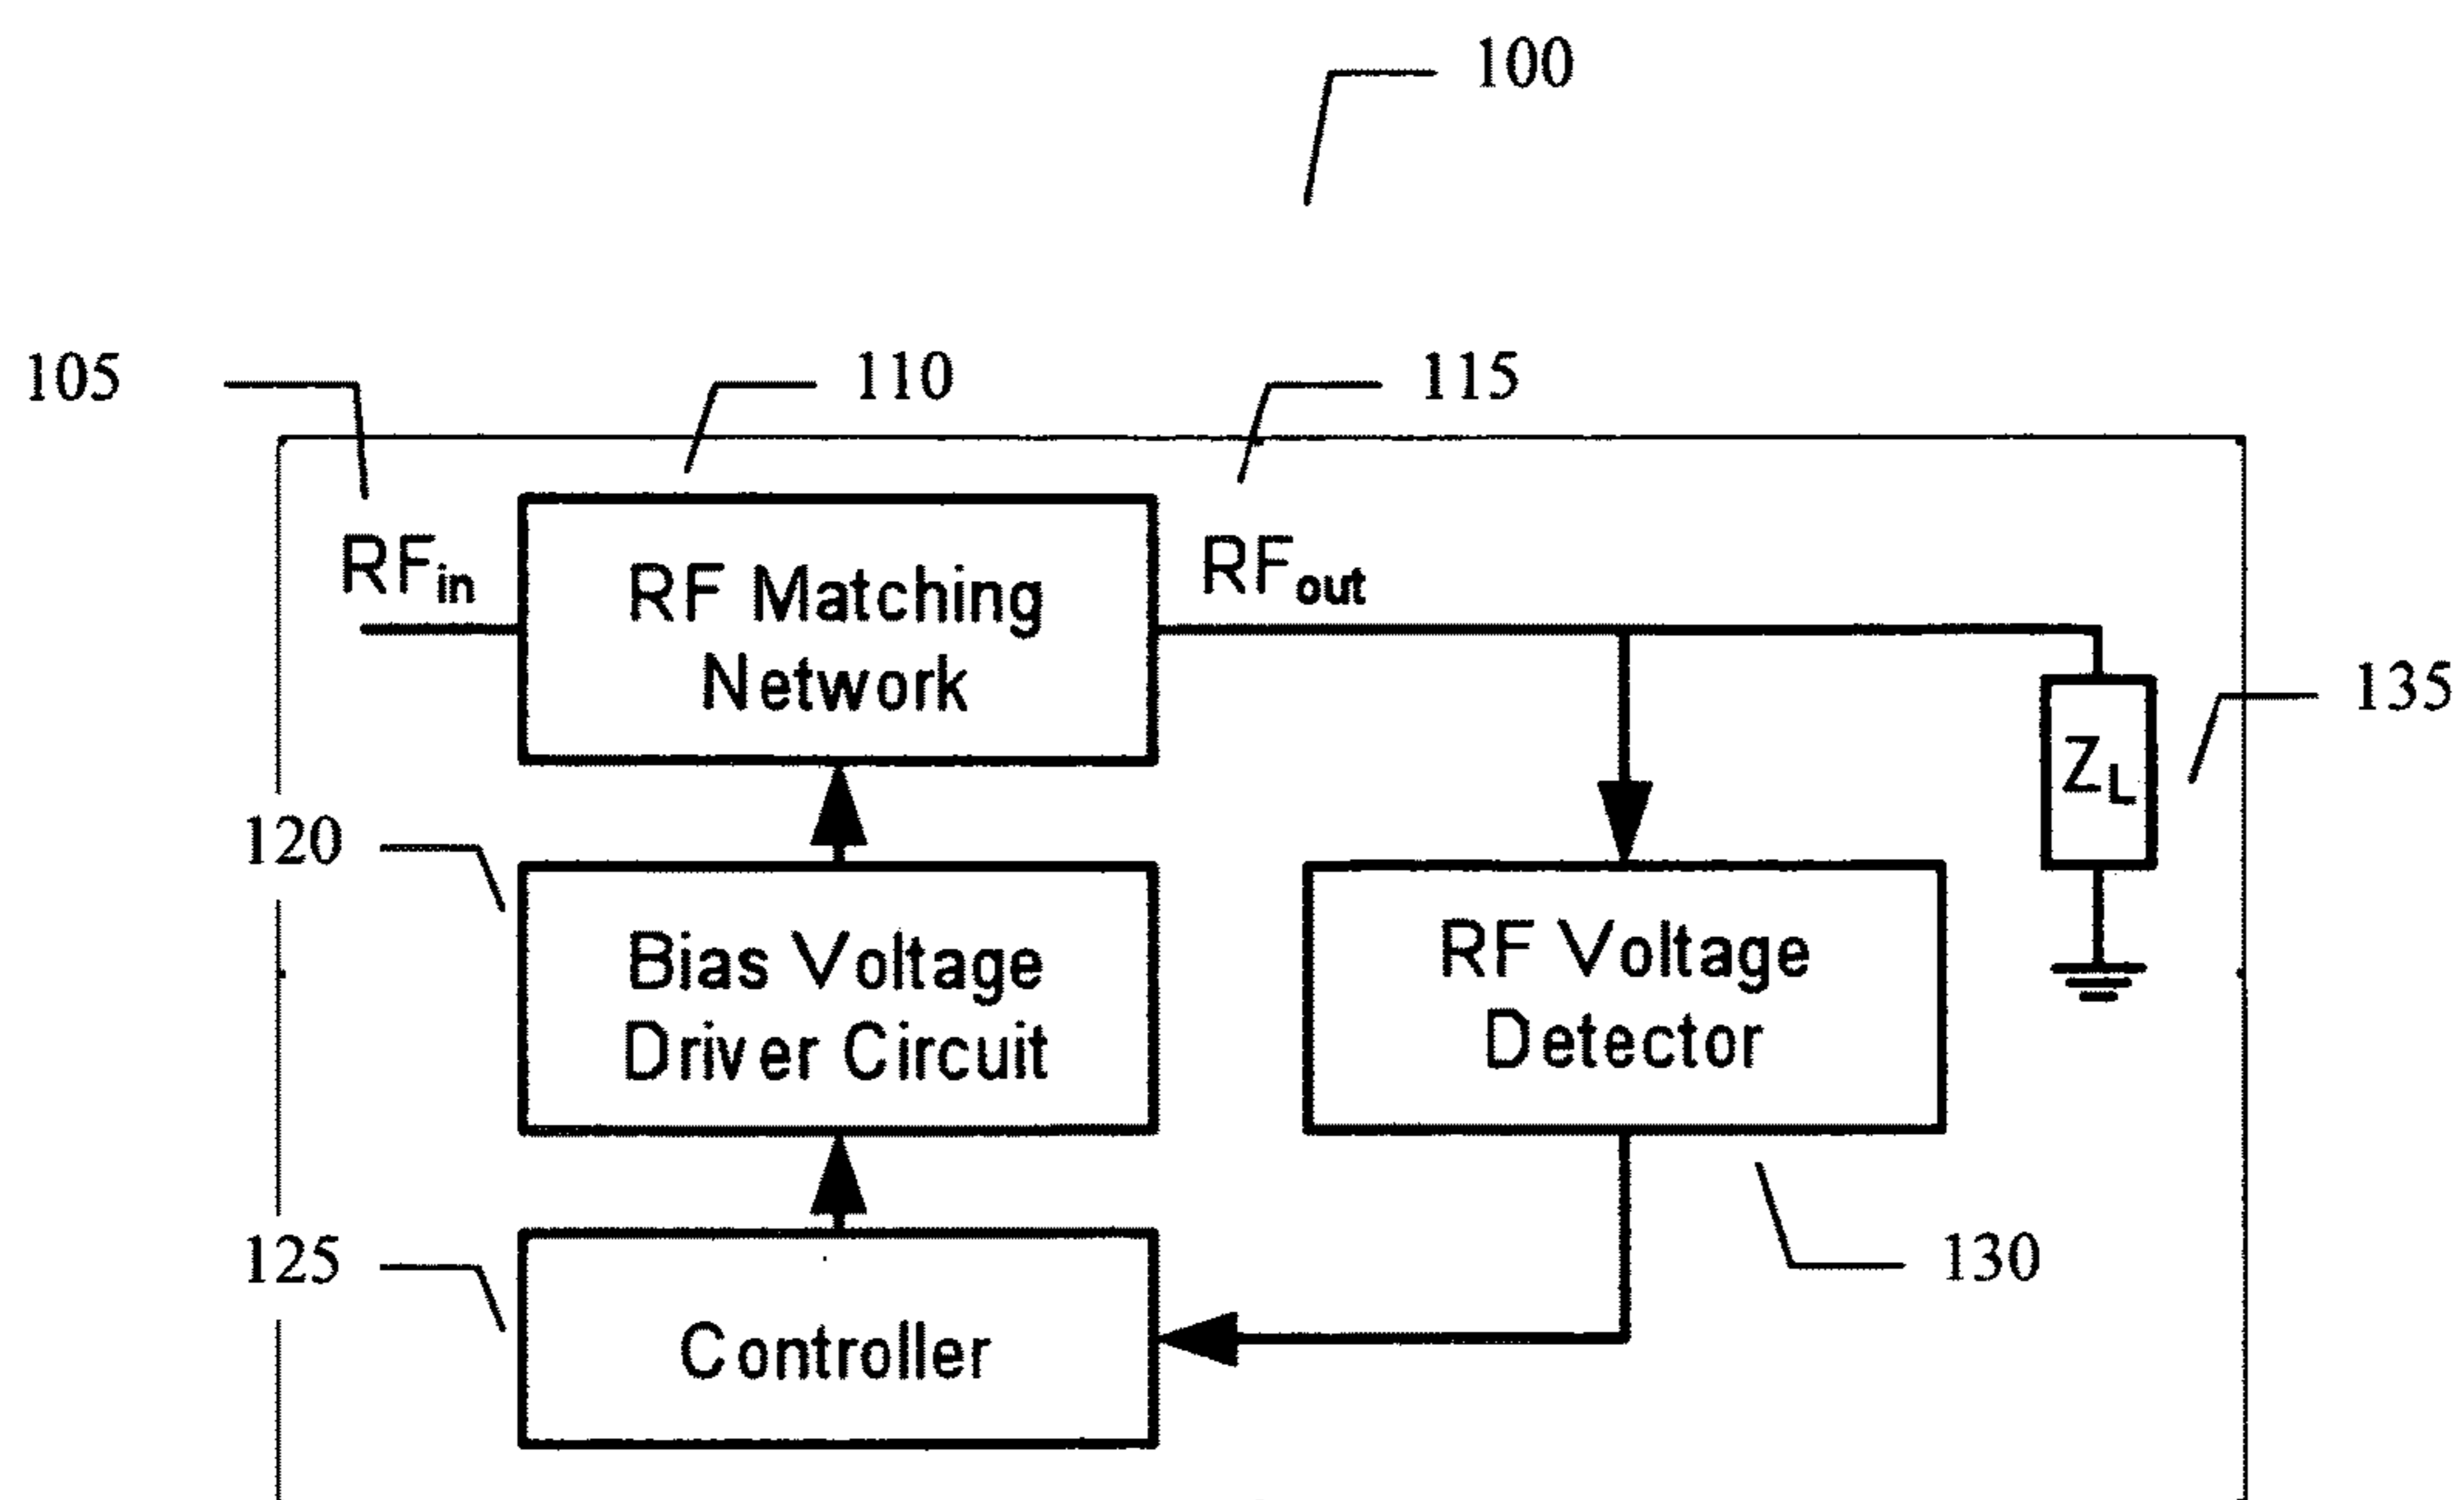 100
105
110
115
RFin
RF Matching
Network
RFout
135
ZL
120
Bias Voltage
Driver Circuit
RF Voltage
Detector
125
130
Controller